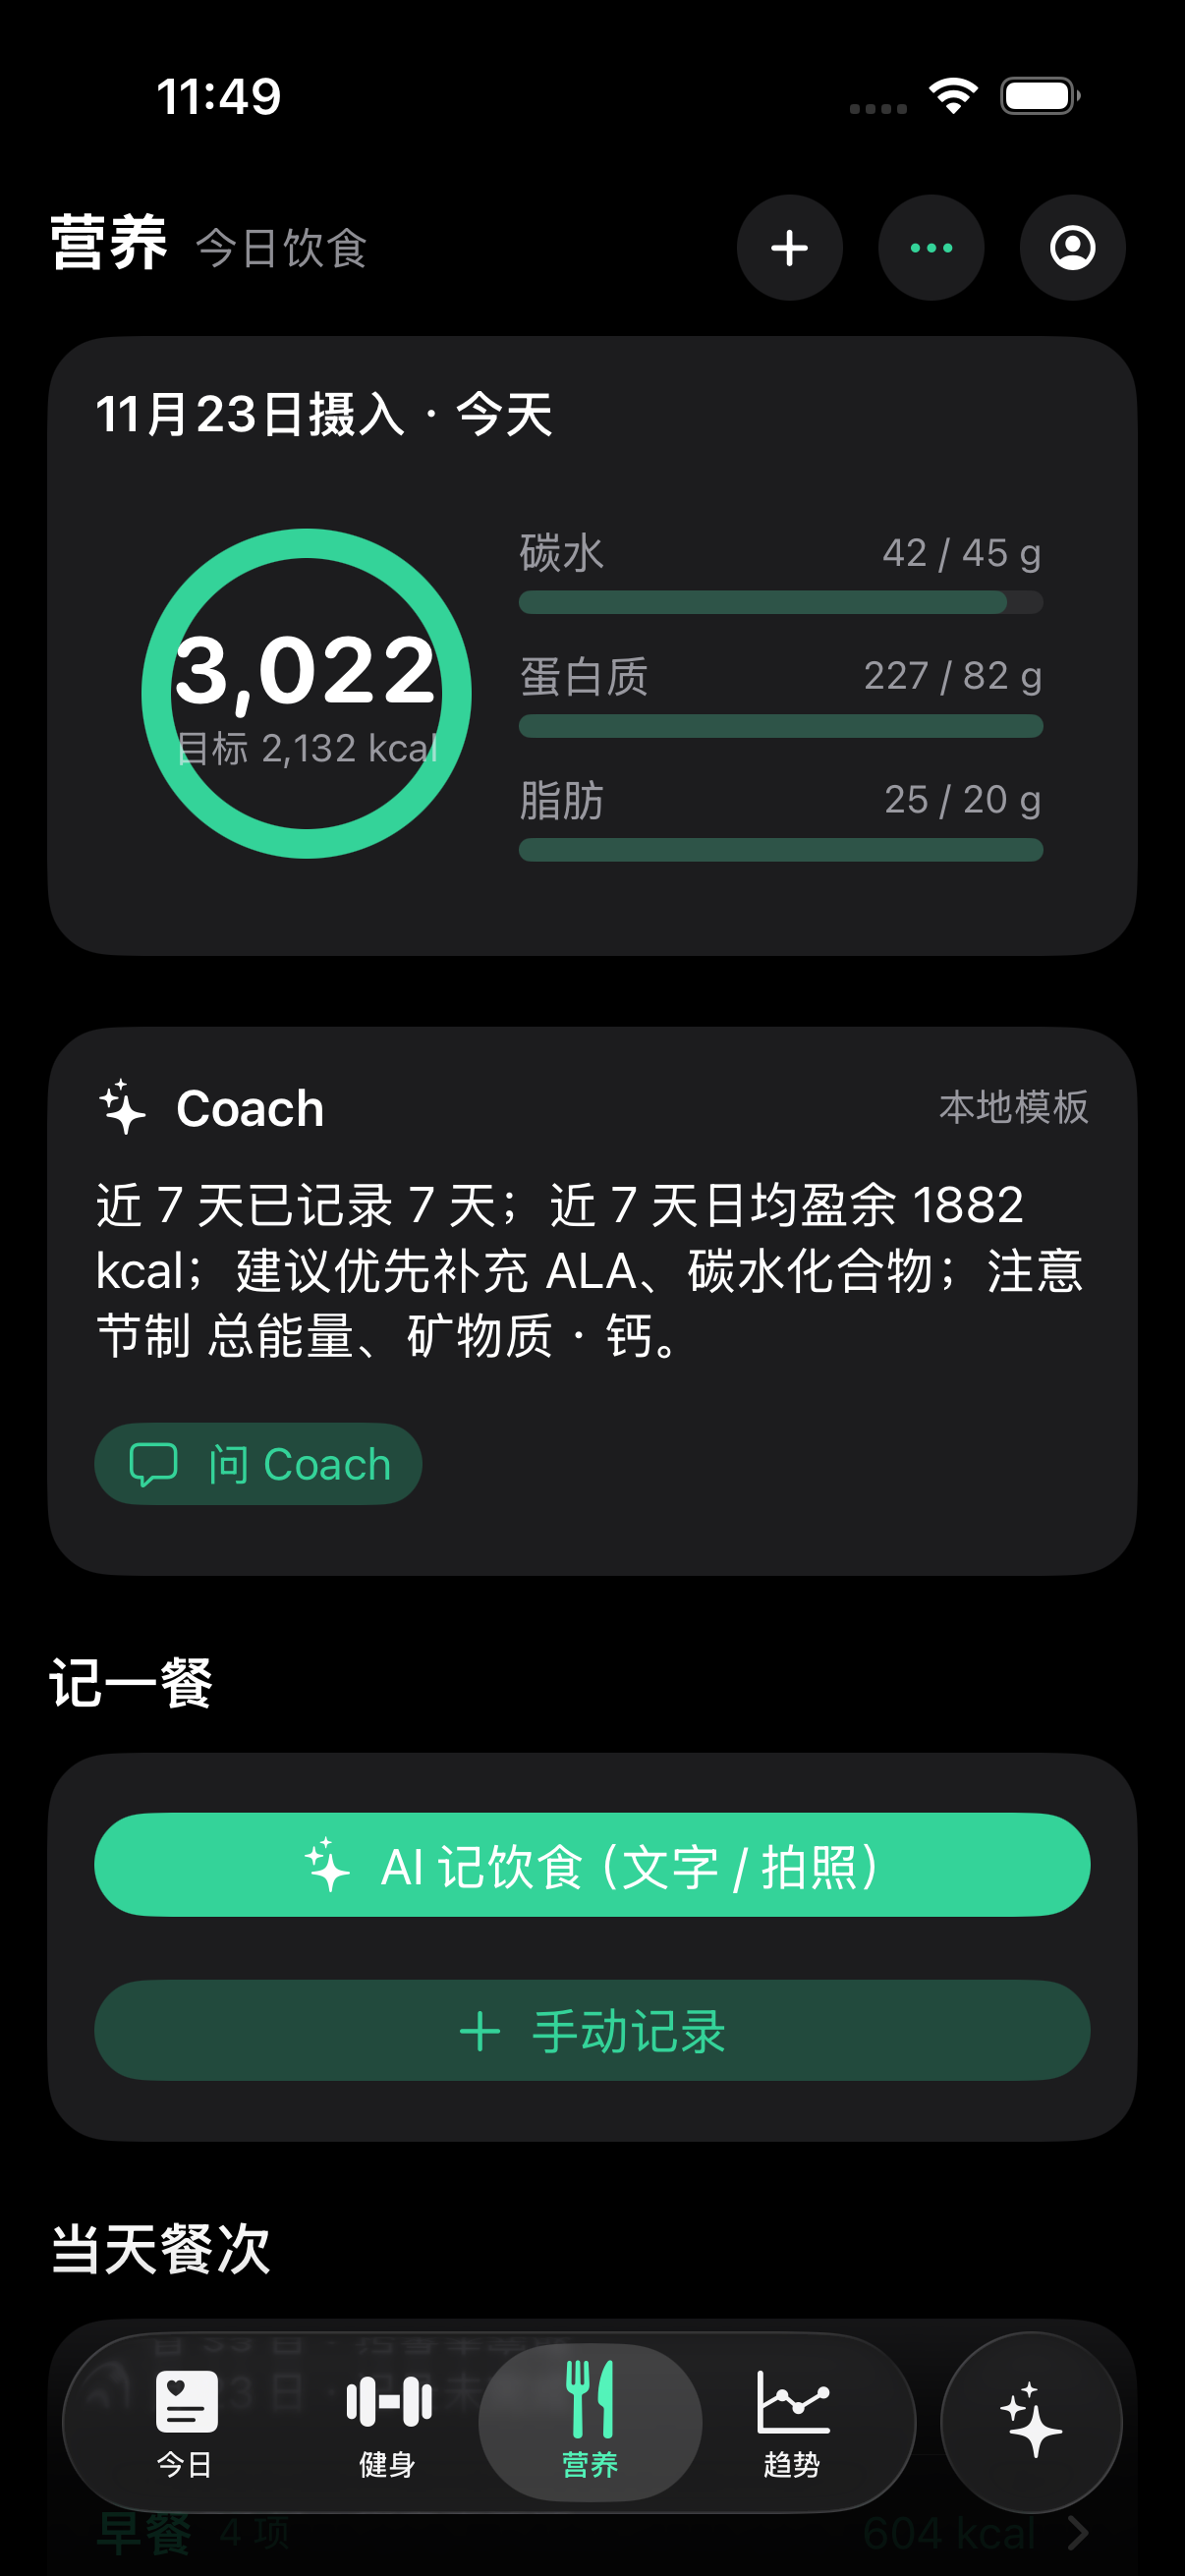 11:49
营养 今日饮食
11月23日摄入 · 今天
3,022
目标 2,132 kcal
碳水 42 / 45 g
蛋白质 227 / 82 g
脂肪 25 / 20 g
Coach 本地模板
近 7 天已记录 7 天；近 7 天日均盈余 1882
kcal；建议优先补充 ALA、碳水化合物；注意
节制 总能量、矿物质 · 钙。
问 Coach
记一餐
AI 记饮食（文字 / 拍照）
手动记录
当天餐次
今日 健身 营养 趋势
早餐 4 项 604 kcal